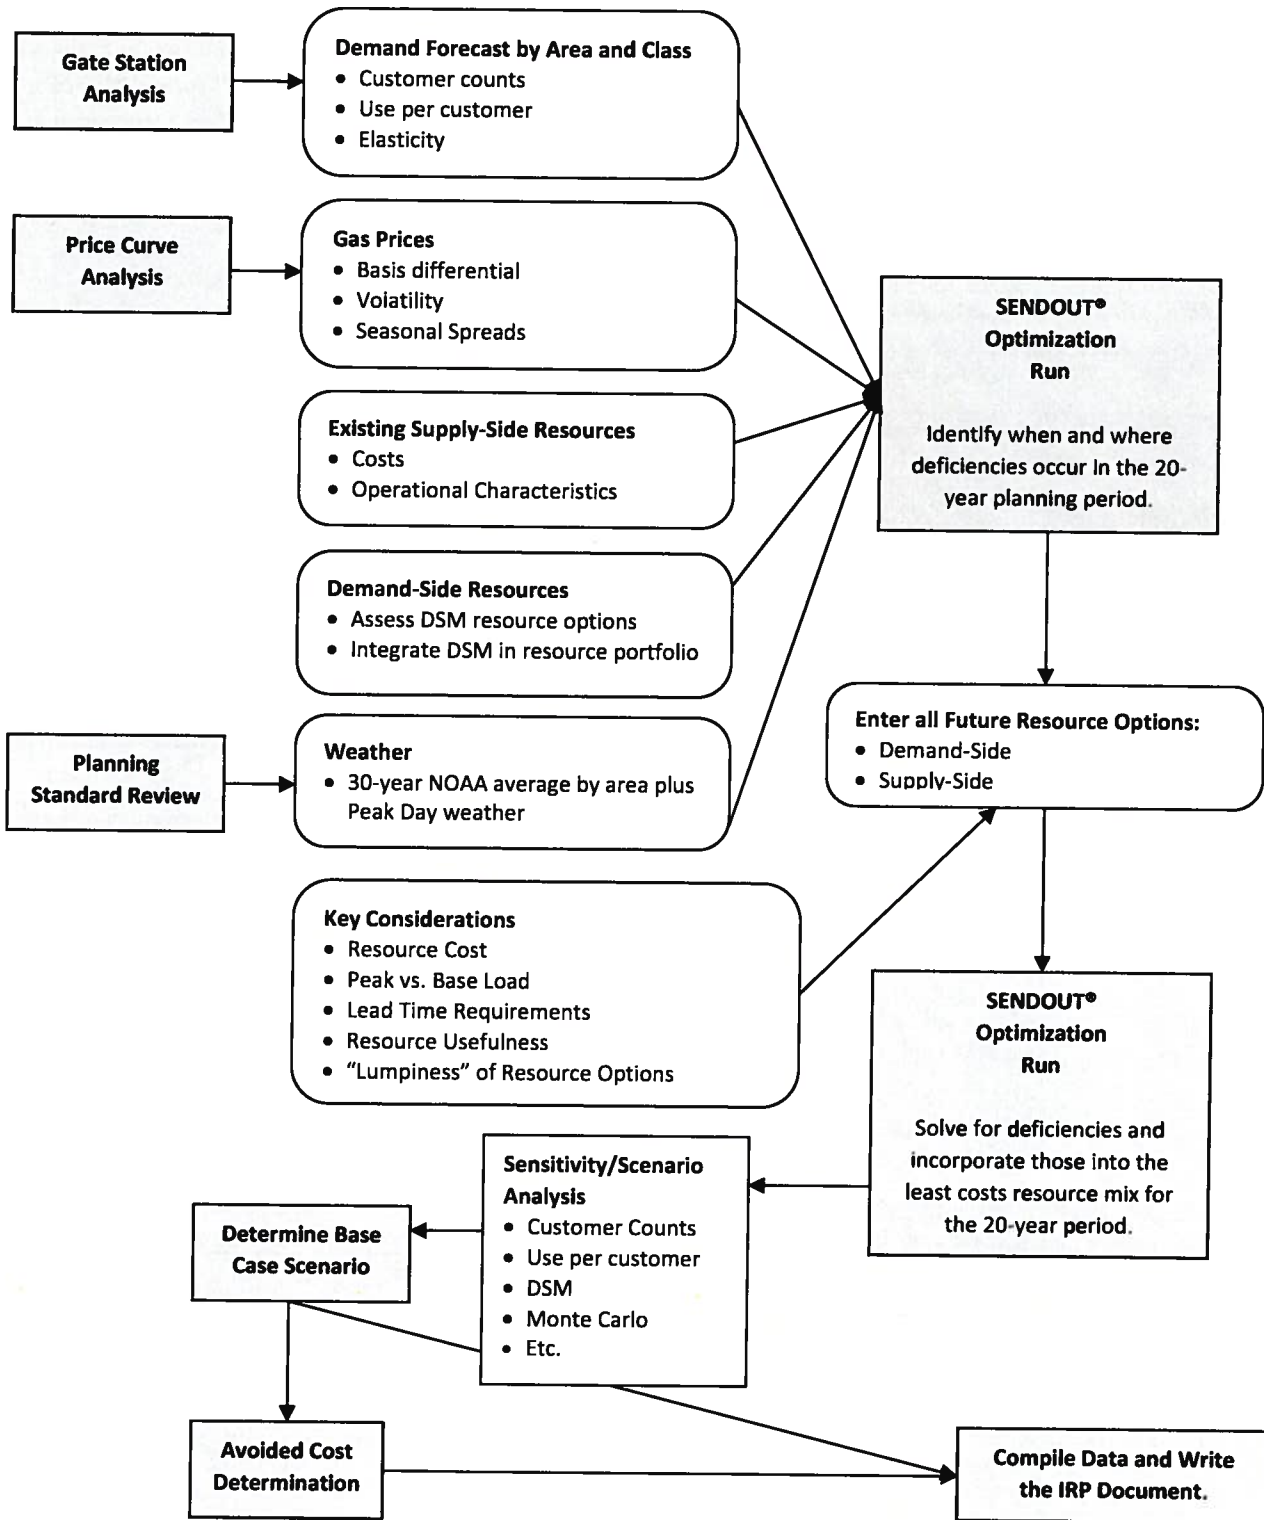 Gate Station
Analysis
Demand Forecast by Area and Class
• Customer counts
• Use per customer
• Elasticity
Price Curve
Analysis
Gas Prices
• Basis differential
• Volatility
• Seasonal Spreads
SENDOUT®
Optimization
Run
Identify when and where
deficiencies occur in the 20-
year planning period.
Existing Supply-Side Resources
• Costs
• Operational Characteristics
Demand-Side Resources
• Assess DSM resource options
• Integrate DSM in resource portfolio
Planning
Standard Review
Weather
• 30-year NOAA average by area plus
Peak Day weather
Enter all Future Resource Options:
• Demand-Side
• Supply-Side
Key Considerations
• Resource Cost
• Peak vs. Base Load
• Lead Time Requirements
• Resource Usefulness
• “Lumpiness” of Resource Options
SENDOUT®
Optimization
Run
Solve for deficiencies and
incorporate those into the
least costs resource mix for
the 20-year period.
Sensitivity/Scenario
Analysis
• Customer Counts
• Use per customer
• DSM
• Monte Carlo
• Etc.
Determine Base
Case Scenario
Avoided Cost
Determination
Compile Data and Write
the IRP Document.